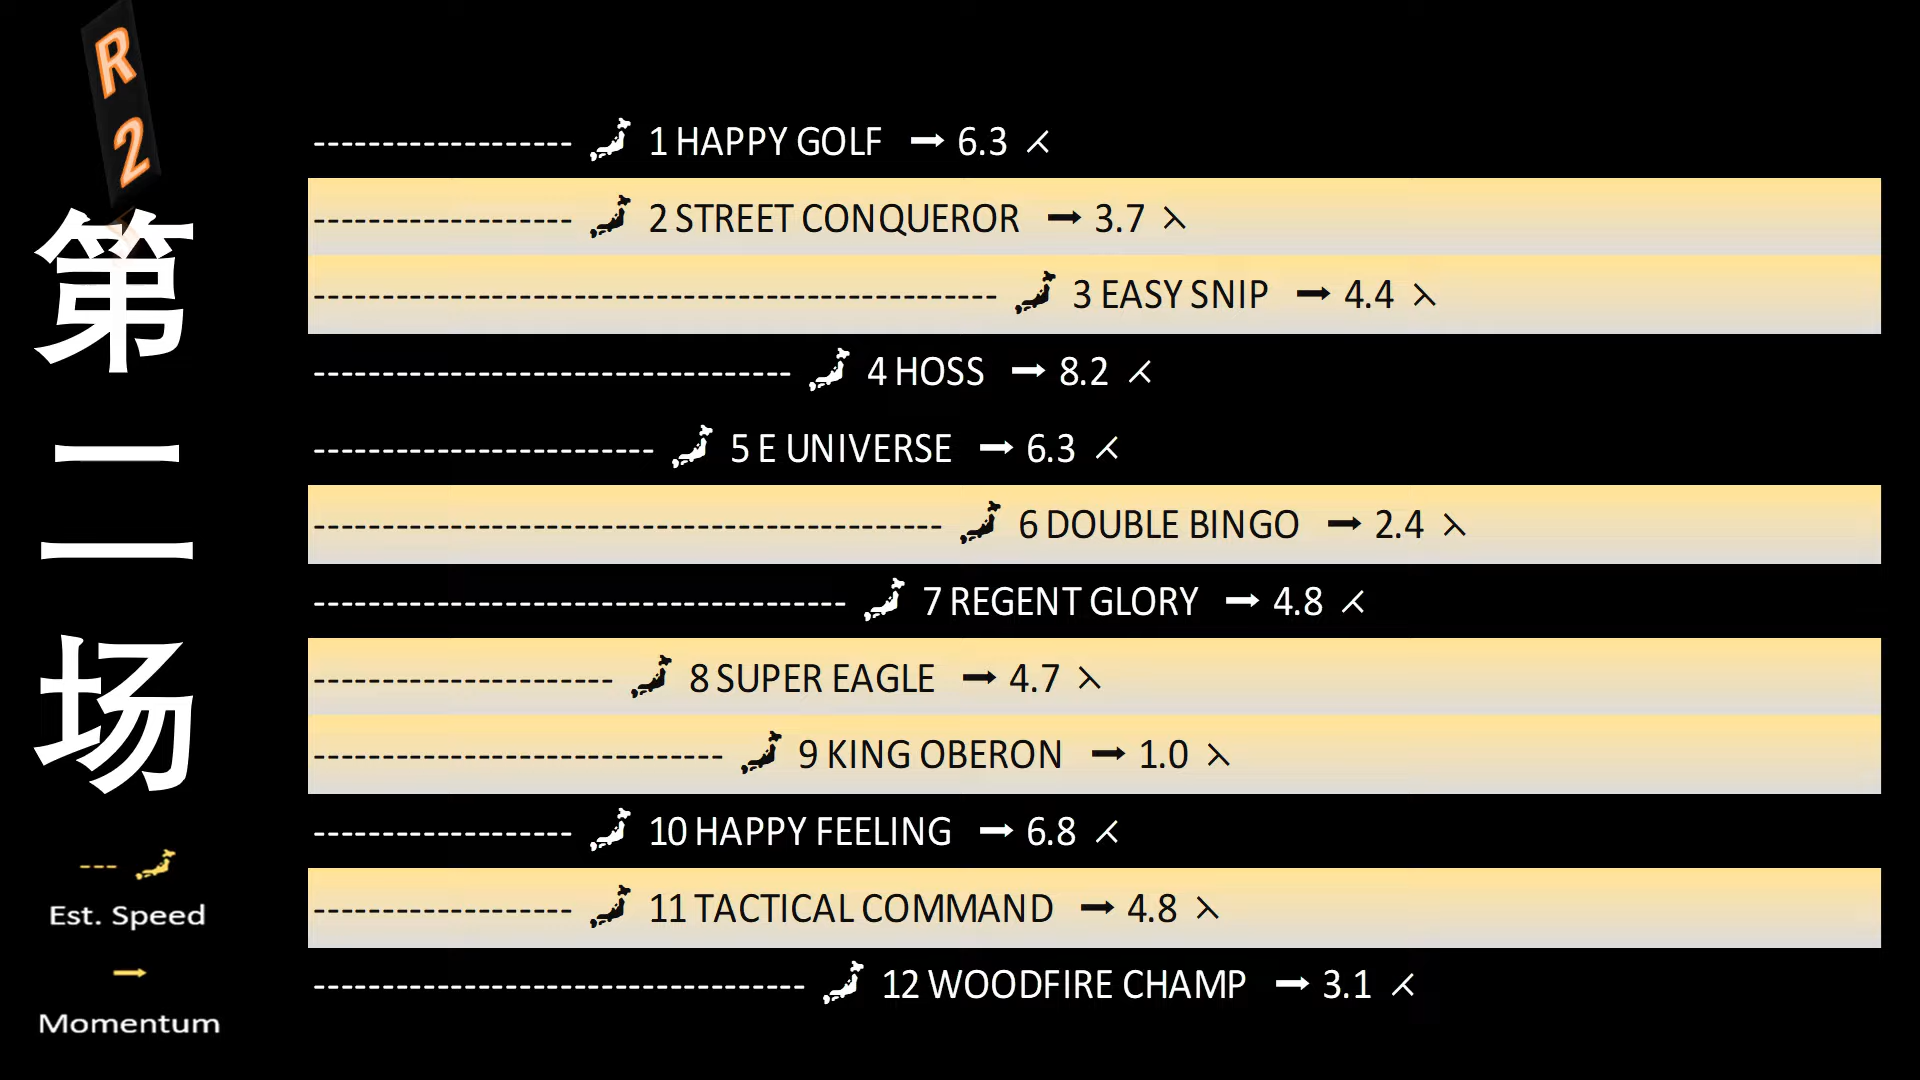 R
2
第
二
场
--- Est. Speed
Momentum
1 HAPPY GOLF 6.3
2 STREET CONQUEROR 3.7
3 EASY SNIP 4.4
4 HOSS 8.2
5 E UNIVERSE 6.3
6 DOUBLE BINGO 2.4
7 REGENT GLORY 4.8
8 SUPER EAGLE 4.7
9 KING OBERON 1.0
10 HAPPY FEELING 6.8
11 TACTICAL COMMAND 4.8
12 WOODFIRE CHAMP 3.1